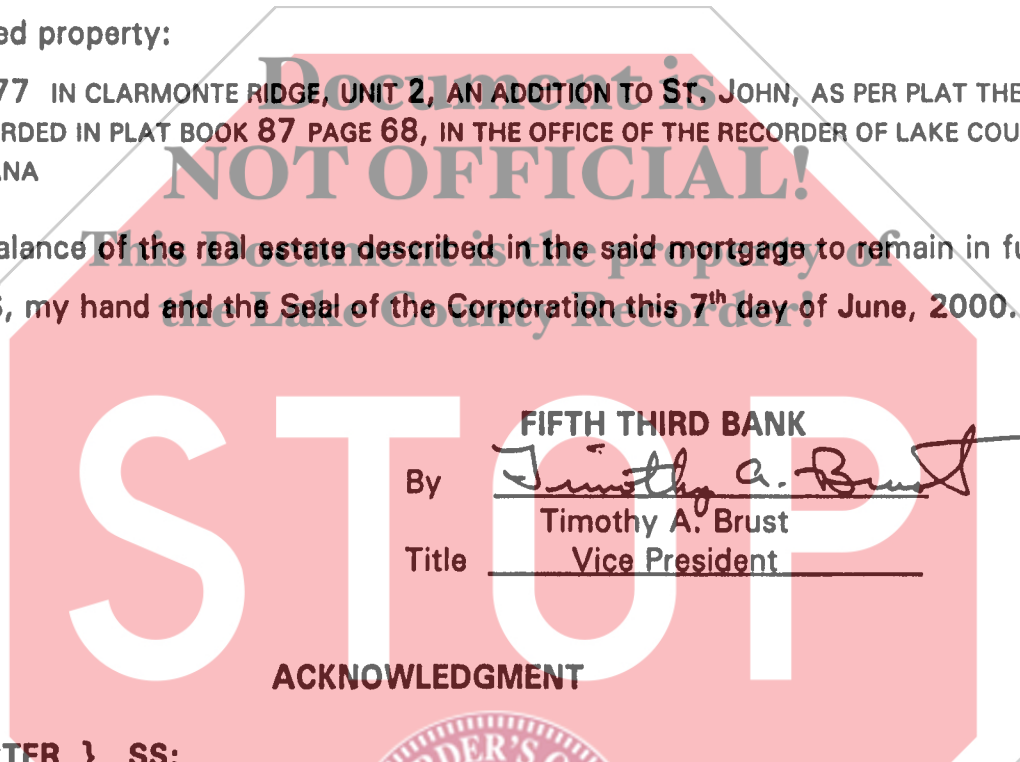 ed property:
77 IN CLARMONTE RIDGE, UNIT 2, AN ADDITION TO ST. JOHN, AS PER PLAT THE
RDED IN PLAT BOOK 87 PAGE 68, IN THE OFFICE OF THE RECORDER OF LAKE COU
ANA
Document is
NOT OFFICIAL!
This Document is the property of
the Lake County Recorder!
alance of the real estate described in the said mortgage to remain in fu
S, my hand and the Seal of the Corporation this 7th day of June, 2000.
STOP
FIFTH THIRD BANK
By Timothy A. Brust
Timothy A. Brust
Title Vice President
ACKNOWLEDGMENT
TER } SS:
RDER'S